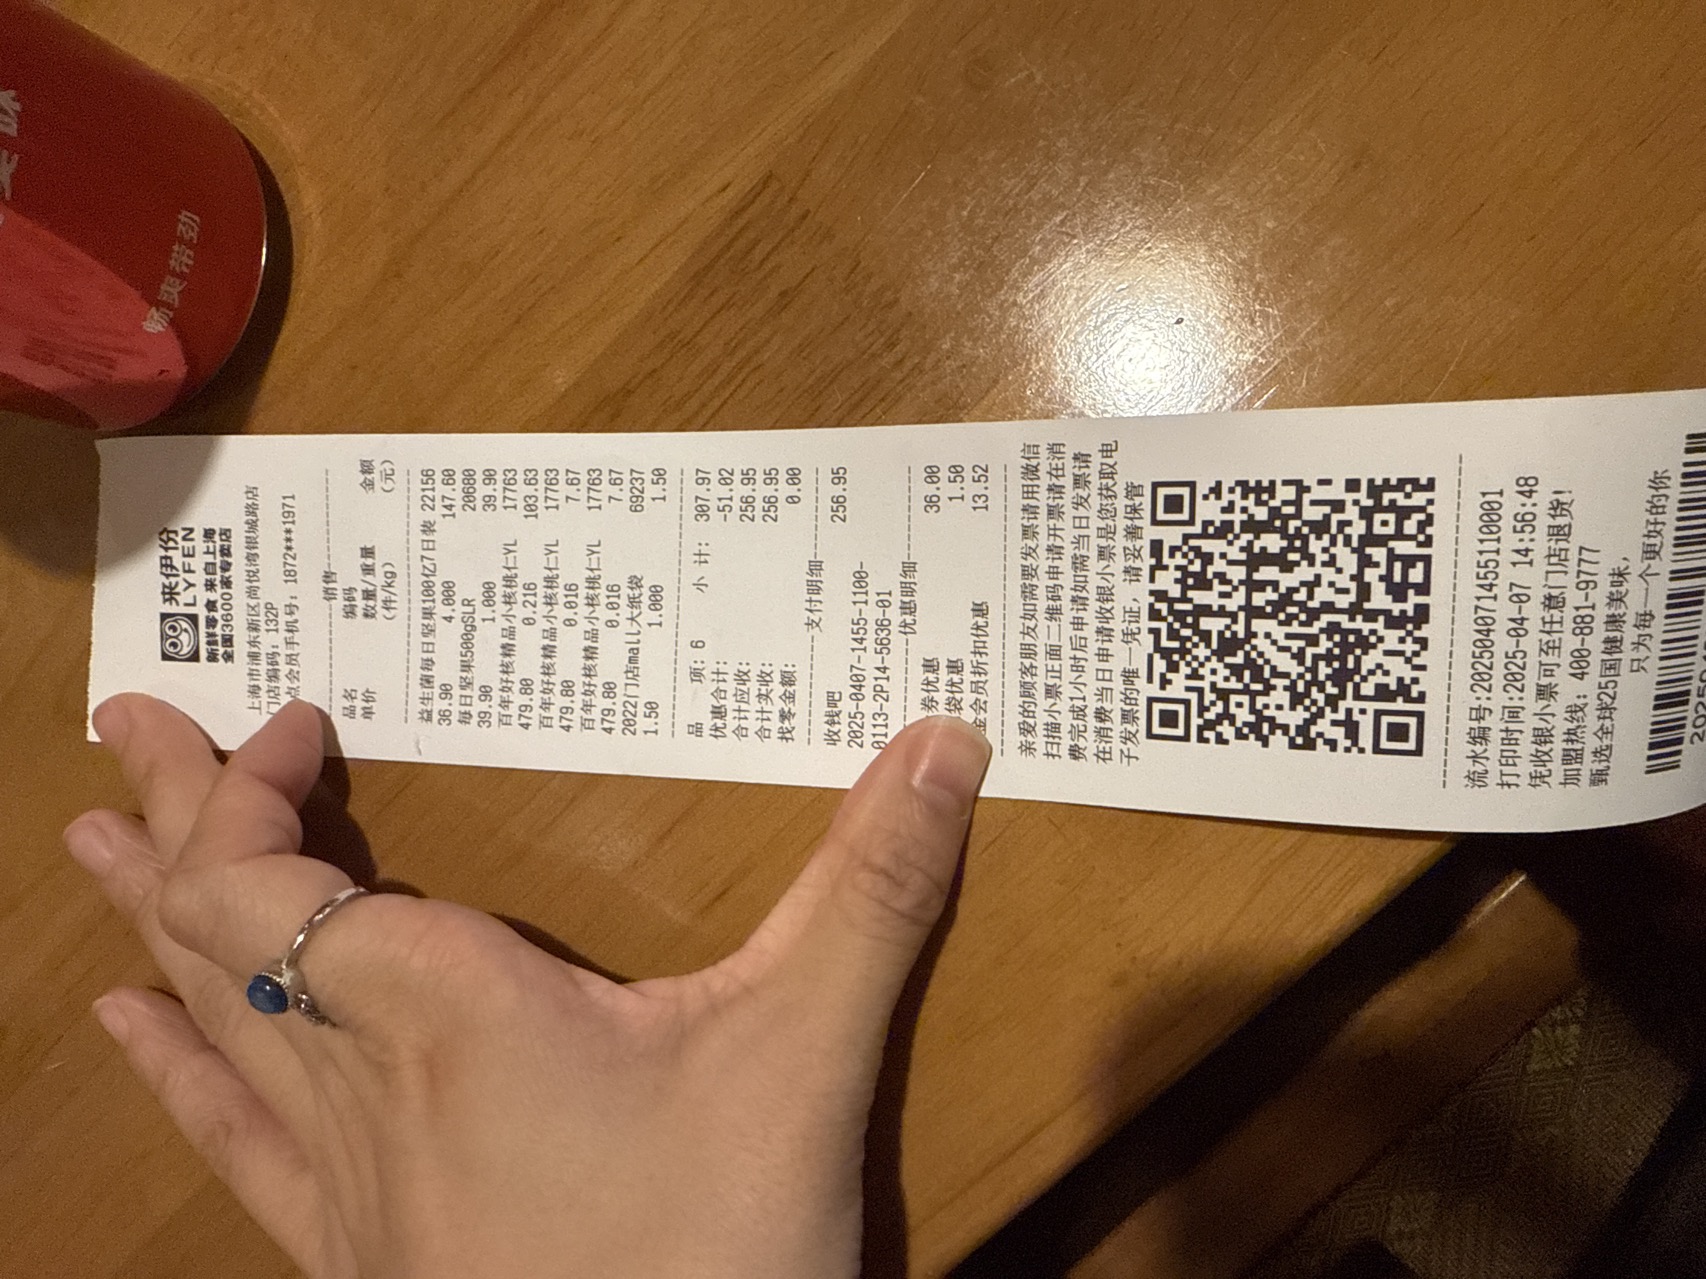 畅爽带劲
来伊份
LYFEN
新鲜零食 来自上海
全国3600家专卖店
上海市浦东新区尚悦湾银城路店
门店编码: 132P
点会员手机号: 1872***1971
销售
品名 编码 金额
单价 数量/重量 (元)
(件/Kg)
益生菌每日坚果100亿7日装 22156
36.90 4.000 147.60
每日坚果500gSLR 20680
39.90 1.000 39.90
百年好核精品小核桃仁YL 17763
479.80 0.216 103.63
百年好核精品小核桃仁YL 17763
479.80 0.016 7.67
百年好核精品小核桃仁YL 17763
479.80 0.016 7.67
2022门店mall大纸袋 69237
1.50 1.000 1.50
品 项: 6 小 计: 307.97
优惠合计: -51.02
合计应收: 256.95
合计实收: 256.95
找零金额: 0.00
支付明细
收钱吧 256.95
2025-0407-1455-1100-
0113-2P14-5636-01
优惠明细
券优惠 36.00
袋优惠 1.50
金会员折扣优惠 13.52
亲爱的顾客朋友如需要发票请用微信
扫描小票正面二维码申请开票请在消
费完成1小时后申请如需当日发票请
在消费当日申请收银小票是您获取电
子发票的唯一凭证，请妥善保管
流水编号:202504071455110001
打印时间:2025-04-07 14:56:48
凭收银小票可至任意门店退货!
加盟热线: 400-881-9777
甄选全球25国健康美味,
只为每一个更好的你